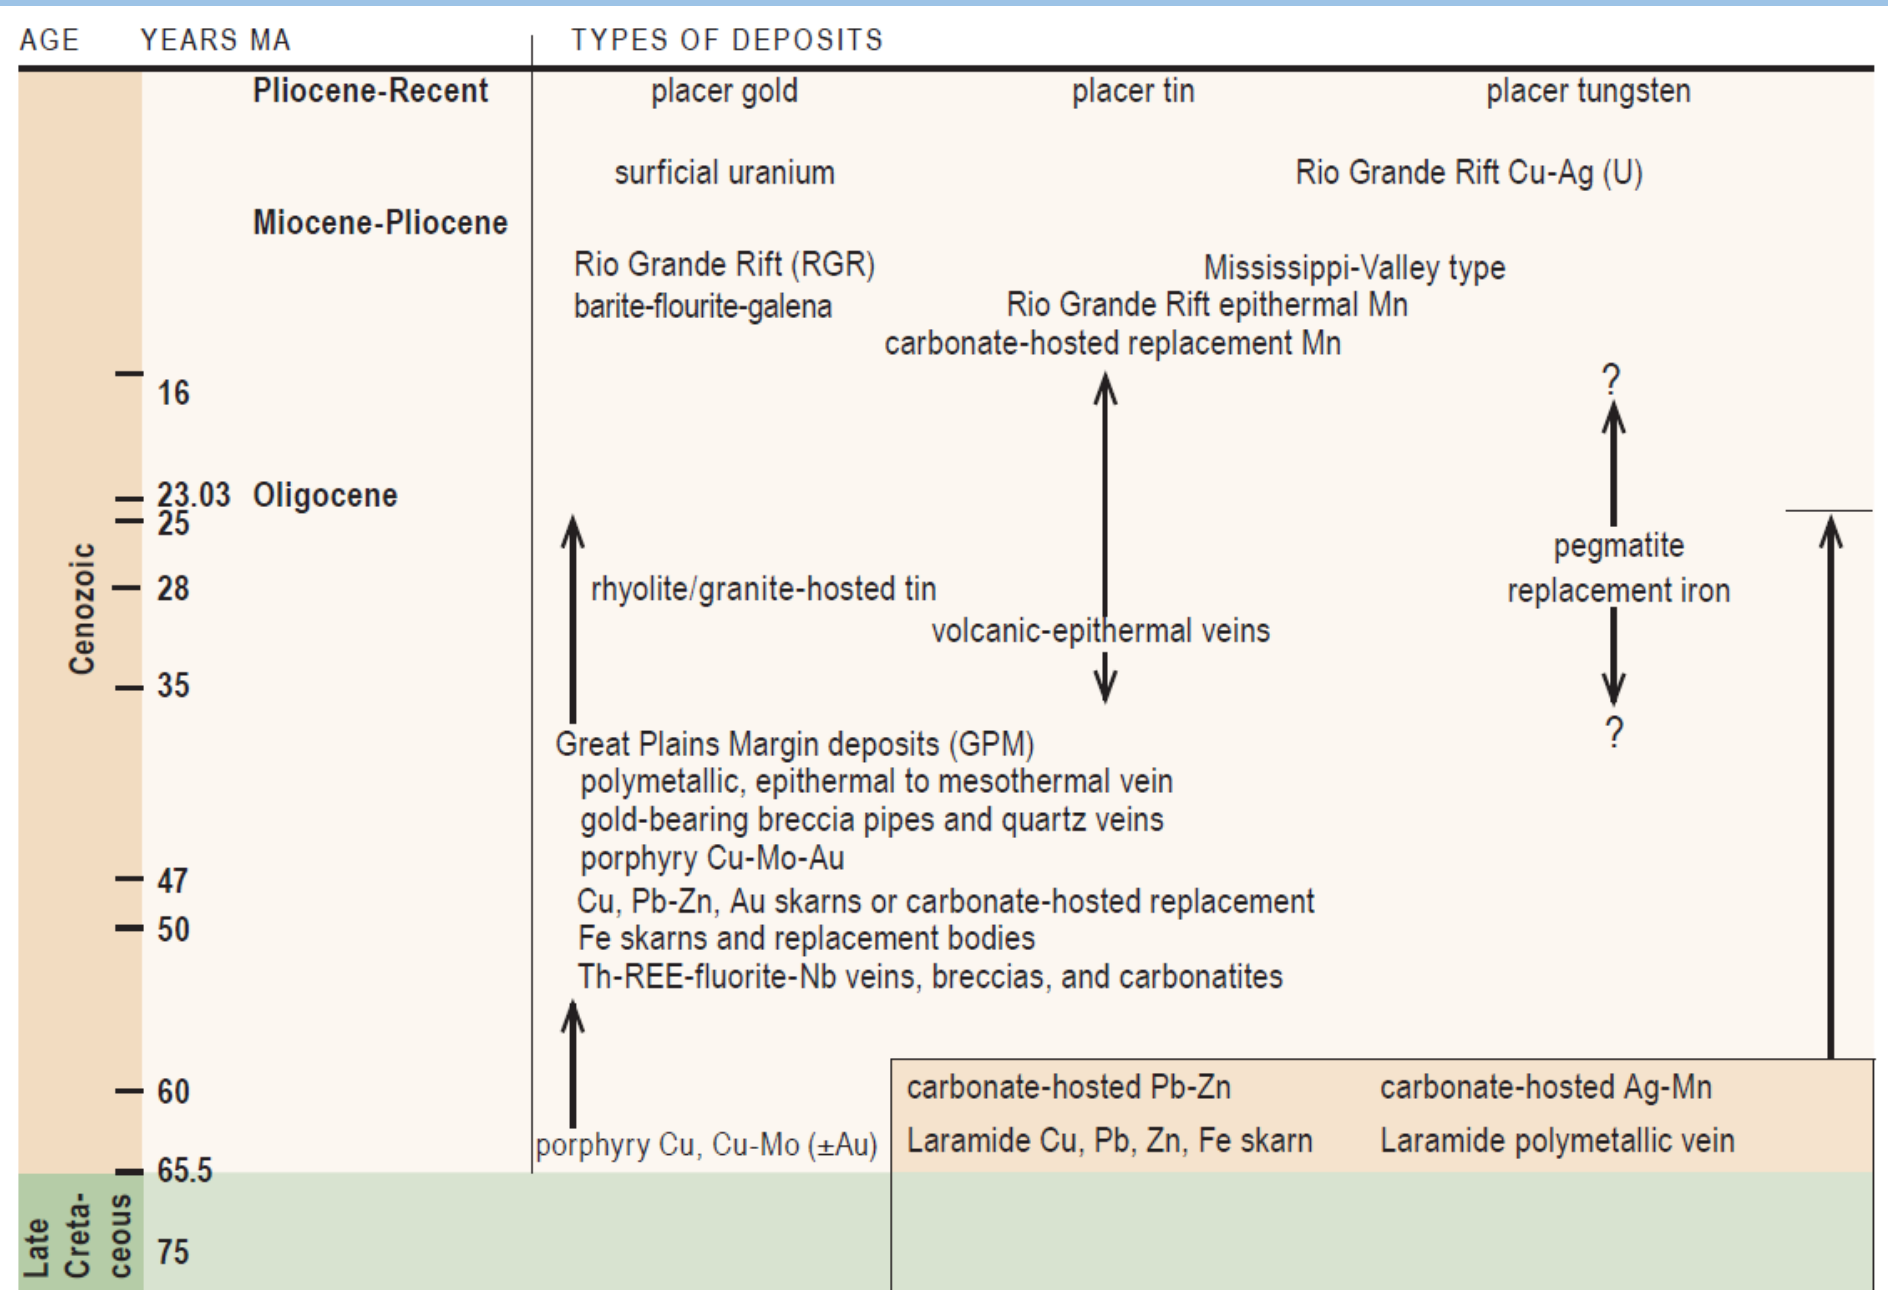 AGE YEARS MA TYPES OF DEPOSITS
Pliocene-Recent placer gold placer tin placer tungsten
surficial uranium Rio Grande Rift Cu-Ag (U)
Miocene-Pliocene
Rio Grande Rift (RGR) Mississippi-Valley type
barite-flourite-galena Rio Grande Rift epithermal Mn
carbonate-hosted replacement Mn
16 ?
23.03 Oligocene
25
pegmatite
28 rhyolite/granite-hosted tin replacement iron
volcanic-epithermal veins
Cenozoic
35
?
Great Plains Margin deposits (GPM)
polymetallic, epithermal to mesothermal vein
gold-bearing breccia pipes and quartz veins
porphyry Cu-Mo-Au
47
Cu, Pb-Zn, Au skarns or carbonate-hosted replacement
50 Fe skarns and replacement bodies
Th-REE-fluorite-Nb veins, breccias, and carbonatites
60 carbonate-hosted Pb-Zn carbonate-hosted Ag-Mn
porphyry Cu, Cu-Mo (±Au) Laramide Cu, Pb, Zn, Fe skarn Laramide polymetallic vein
65.5
Late
Creta-
ceous
75